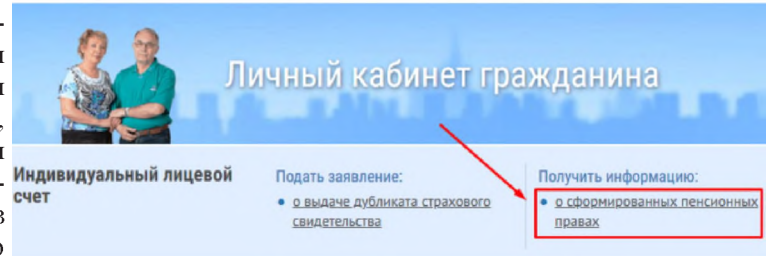 Личный кабинет гражданина
Индивидуальный лицевой
счет
Подать заявление:
• о выдаче дубликата страхового
свидетельства
Получить информацию:
• о сформированных пенсионных
правах